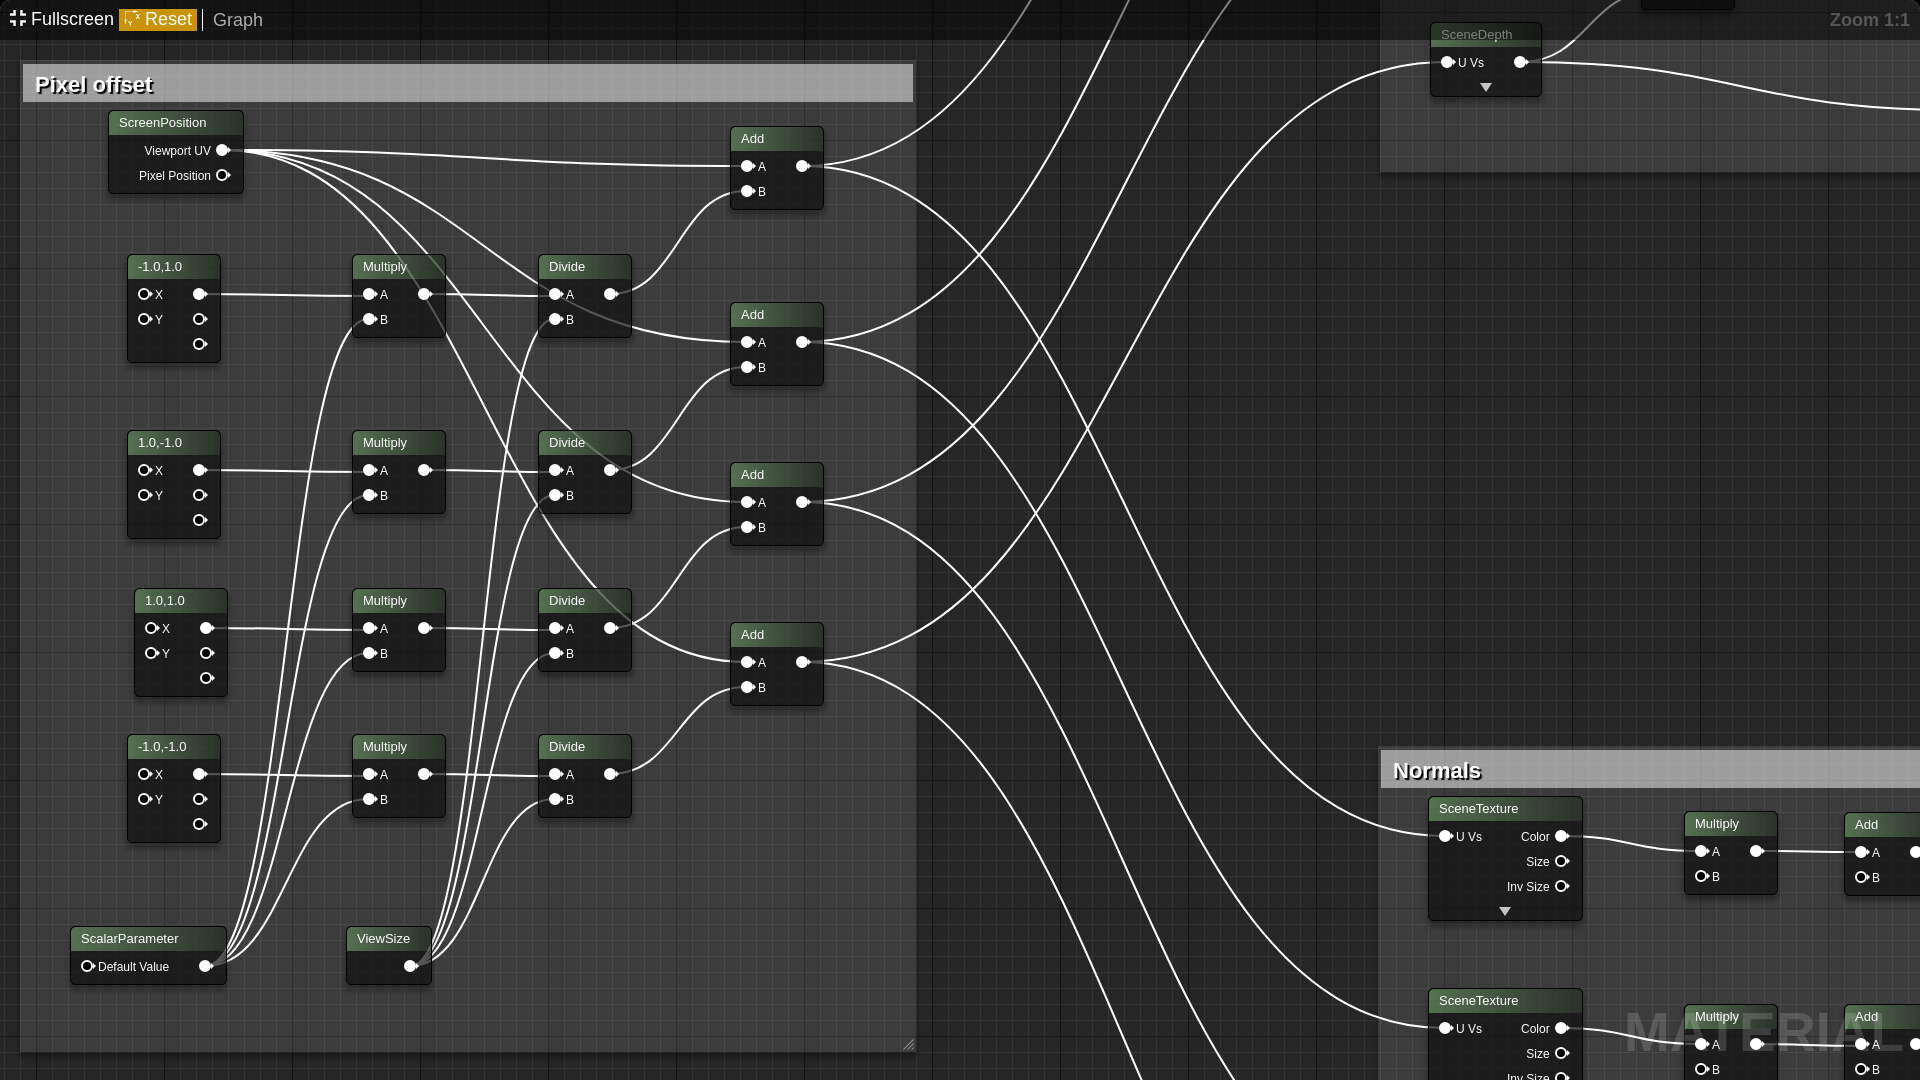 Fullscreen Reset Graph Zoom 1:1
Pixel offset
ScreenPosition
Viewport UV
Pixel Position
Add
A
B
-1.0,1.0
X
Y
Multiply
A
B
Divide
A
B
Add
A
B
1.0,-1.0
X
Y
Multiply
A
B
Divide
A
B
Add
A
B
1.0,1.0
X
Y
Multiply
A
B
Divide
A
B
Add
A
B
-1.0,-1.0
X
Y
Multiply
A
B
Divide
A
B
ScalarParameter
Default Value
ViewSize
SceneDepth
U Vs
Normals
SceneTexture
U Vs Color
Size
Inv Size
Multiply
A
B
Add
A
B
SceneTexture
U Vs Color
Size
Inv Size
Multiply
A
B
Add
A
B
MATERIAL